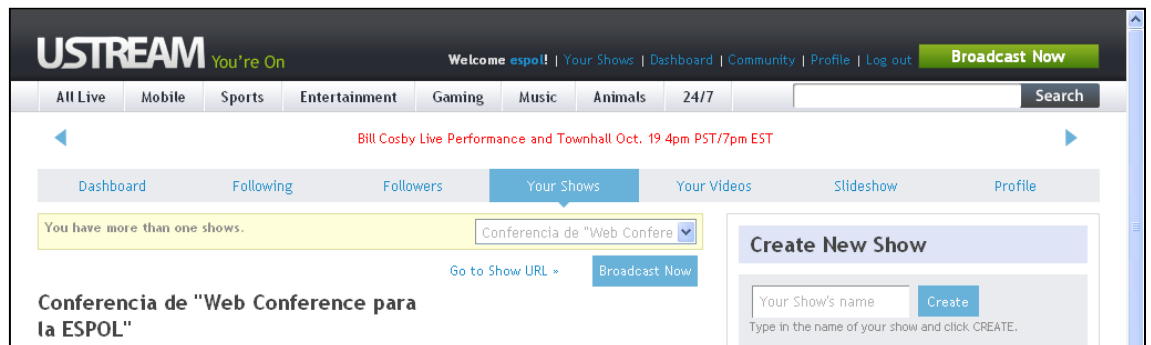 USTREAM You're On
Welcome espol! | Your Shows | Dashboard | Community | Profile | Log out
Broadcast Now
All Live Mobile Sports Entertainment Gaming Music Animals 24/7
Search
Bill Cosby Live Performance and Townhall Oct. 19 4pm PST/7pm EST
Dashboard Following Followers Your Shows Your Videos Slideshow Profile
You have more than one shows.
Conferencia de "Web Confere
Go to Show URL »
Broadcast Now
Conferencia de "Web Conference para
la ESPOL"
Create New Show
Your Show's name
Create
Type in the name of your show and click CREATE.